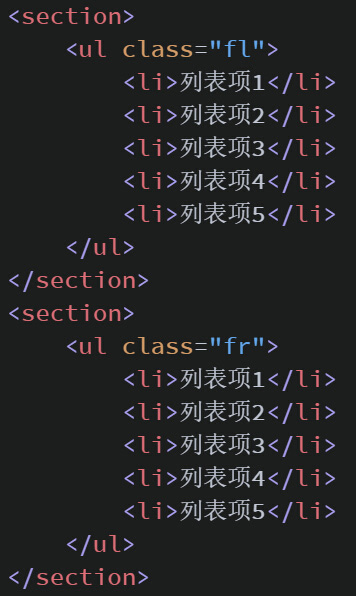 <section>
    <ul class="fl">
        <li>列表项1</li>
        <li>列表项2</li>
        <li>列表项3</li>
        <li>列表项4</li>
        <li>列表项5</li>
    </ul>
</section>
<section>
    <ul class="fr">
        <li>列表项1</li>
        <li>列表项2</li>
        <li>列表项3</li>
        <li>列表项4</li>
        <li>列表项5</li>
    </ul>
</section>